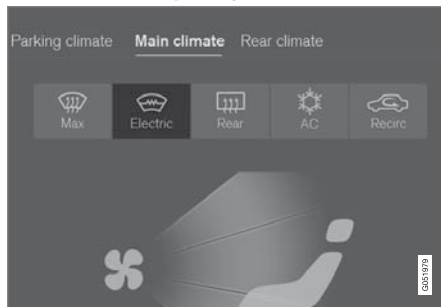 Parking climate Main climate Rear climate
Max Electric Rear AC Recirc
G051979